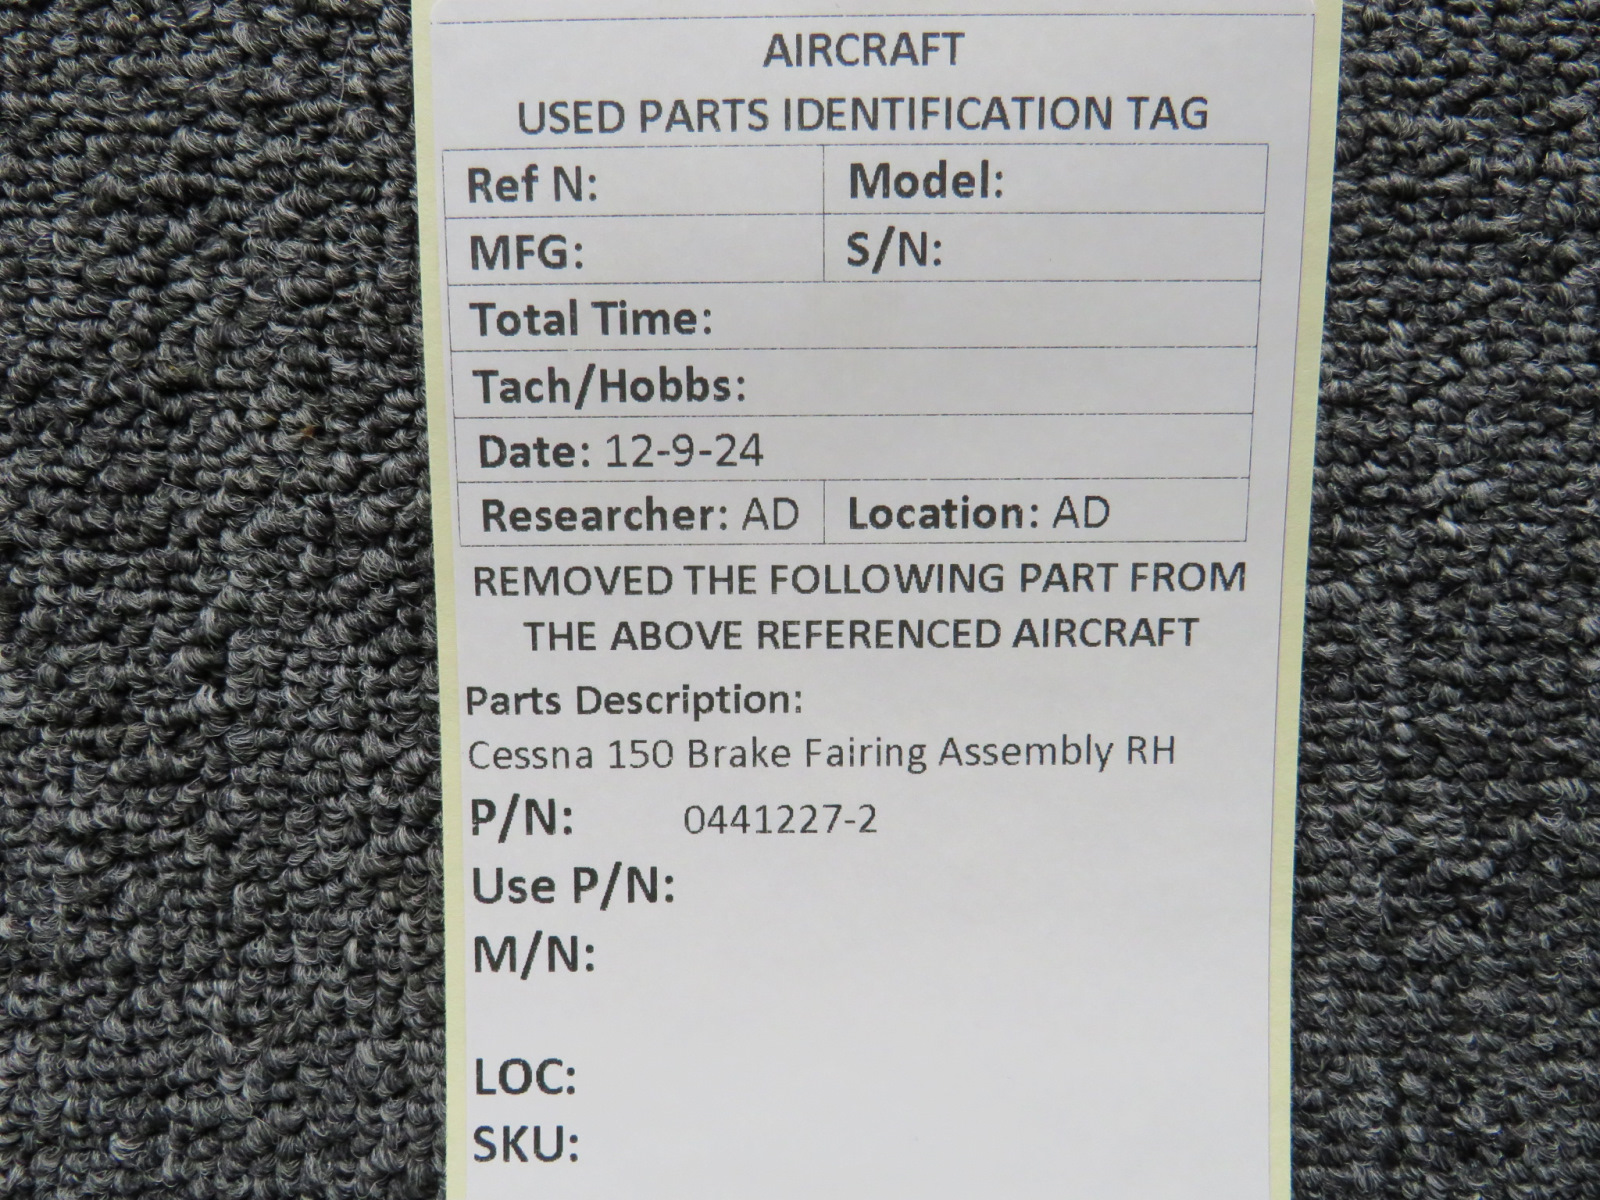 AIRCRAFT
USED PARTS IDENTIFICATION TAG
Ref N: Model:
MFG: S/N:
Total Time:
Tach/Hobbs:
Date: 12-9-24
Researcher: AD Location: AD
REMOVED THE FOLLOWING PART FROM
THE ABOVE REFERENCED AIRCRAFT
Parts Description:
Cessna 150 Brake Fairing Assembly RH
P/N: 0441227-2
Use P/N:
M/N:
LOC:
SKU: